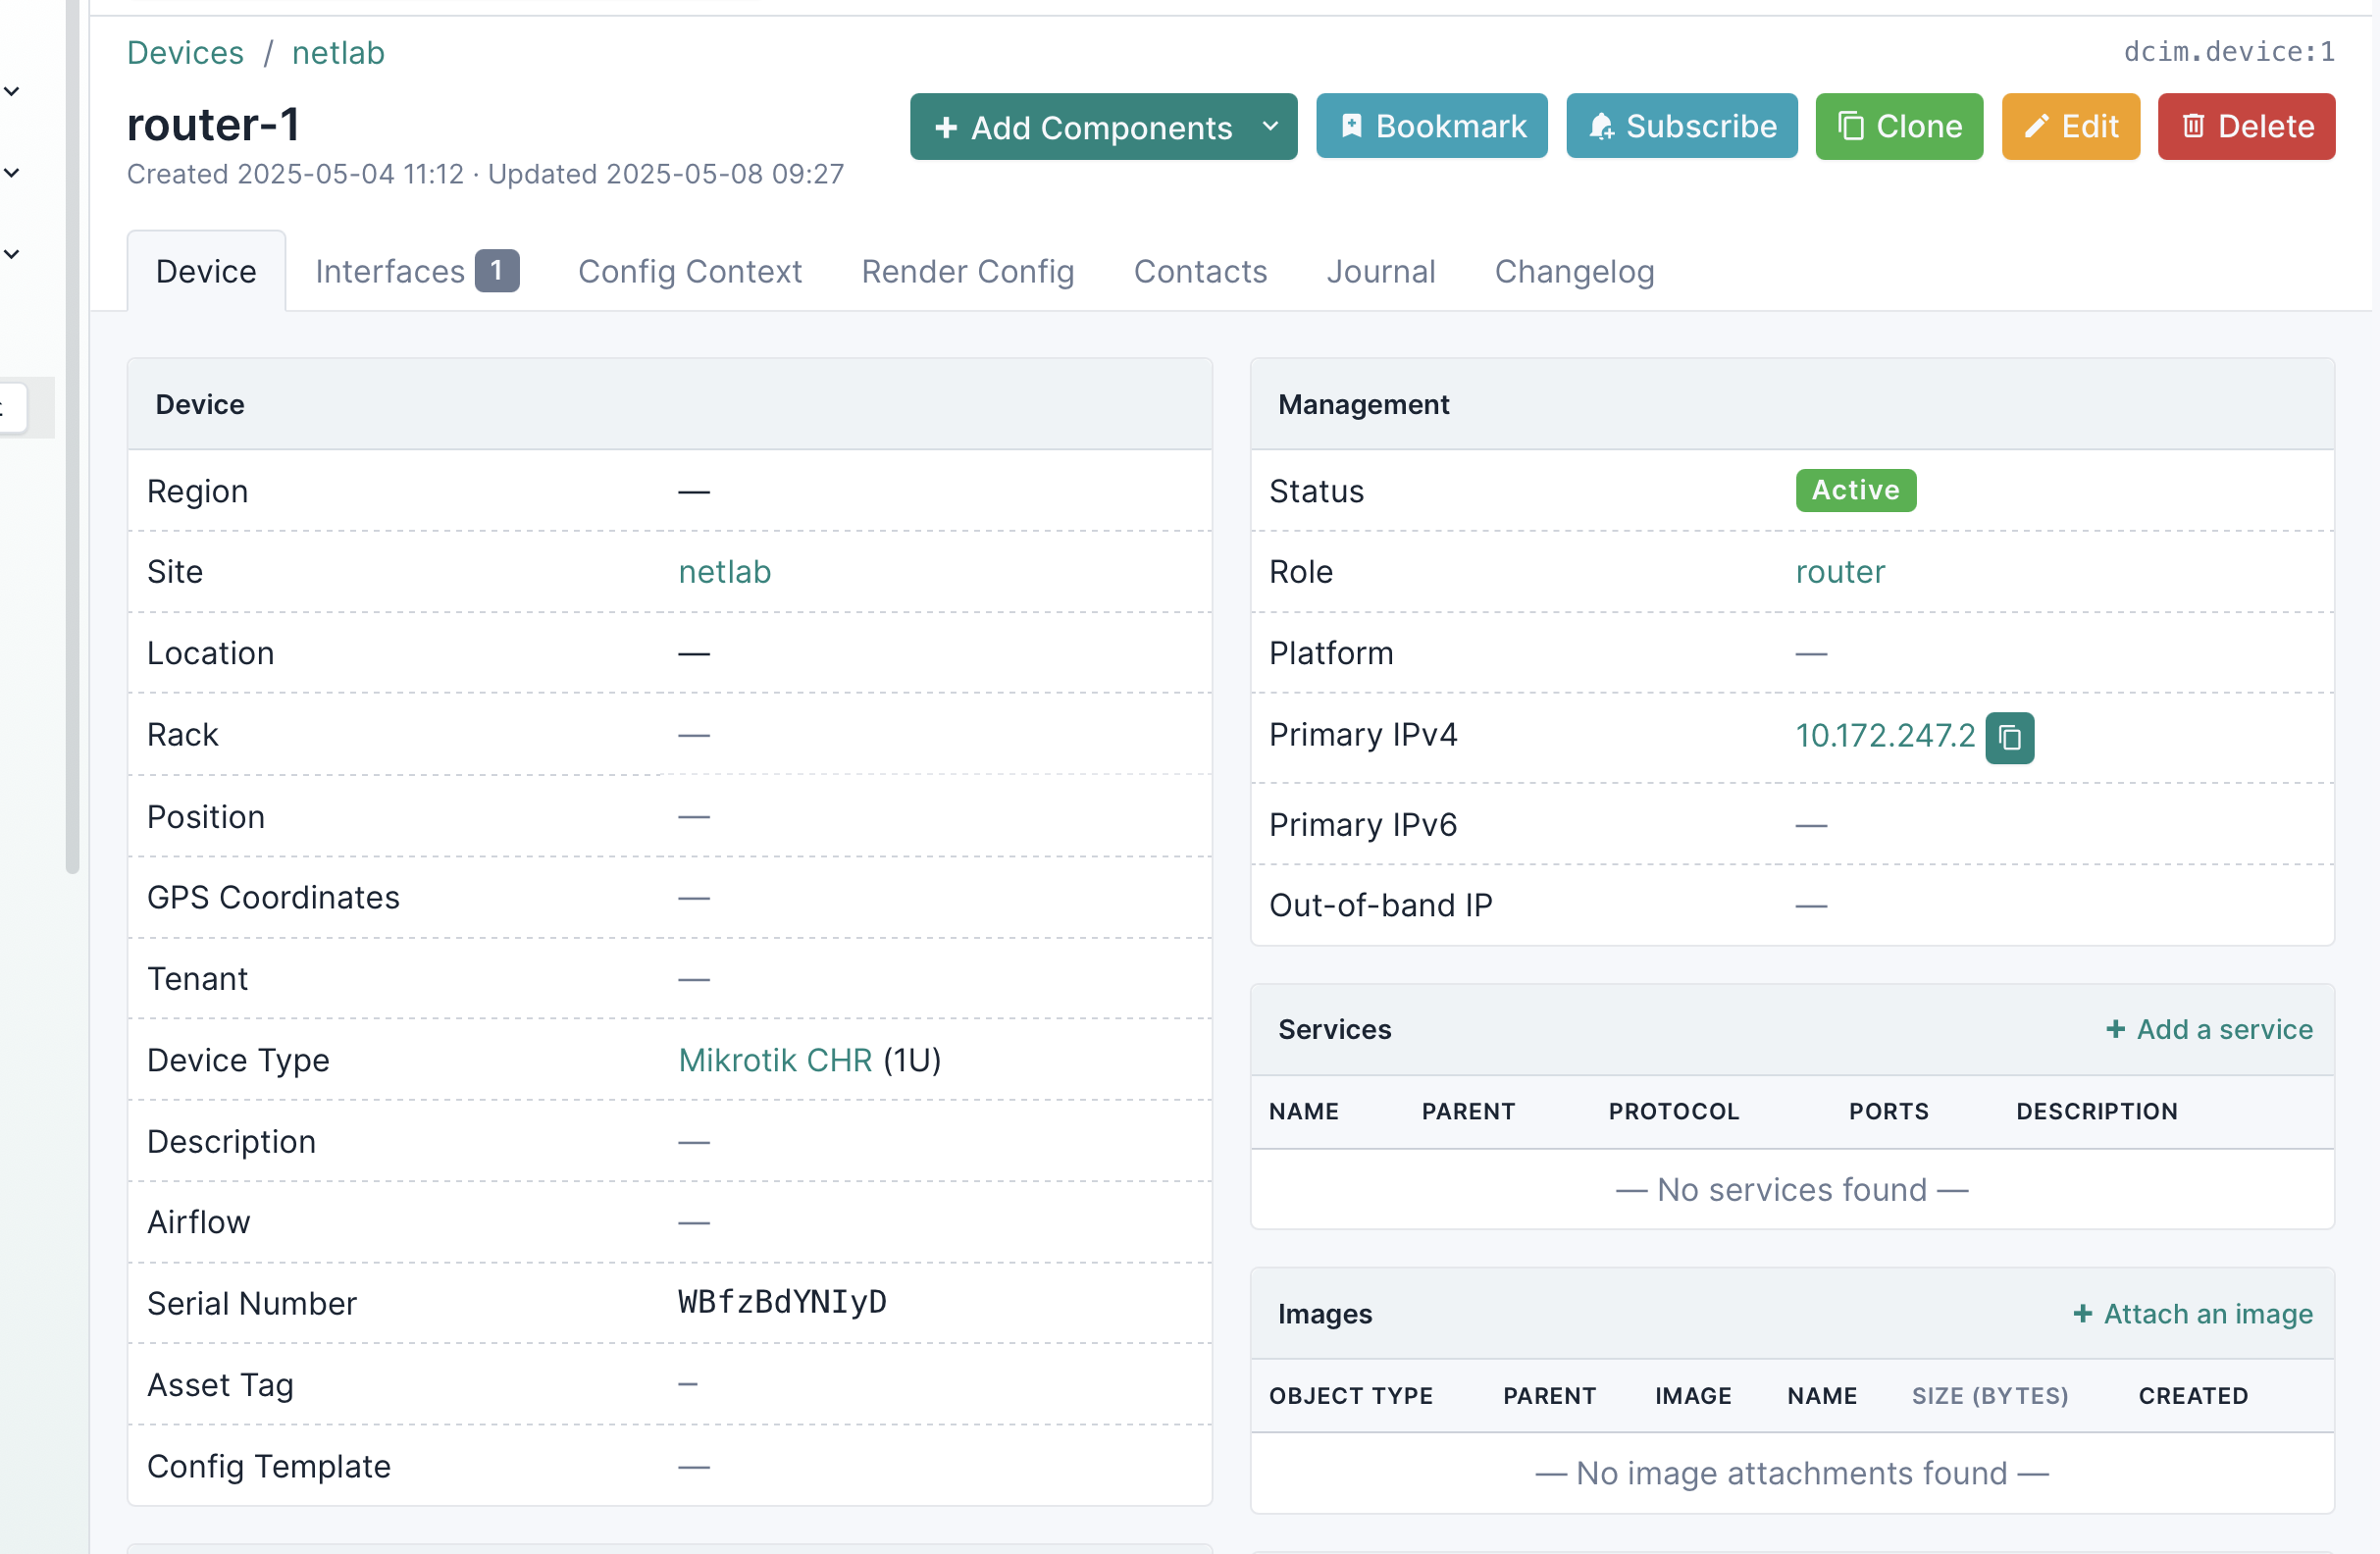 Devices / netlab
dcim.device:1
router-1
Created 2025-05-04 11:12 · Updated 2025-05-08 09:27
+ Add Components
Bookmark
Subscribe
Clone
Edit
Delete
Device
Interfaces 1
Config Context
Render Config
Contacts
Journal
Changelog
Device
Region —
Site netlab
Location —
Rack —
Position —
GPS Coordinates —
Tenant —
Device Type Mikrotik CHR (1U)
Description —
Airflow —
Serial Number WBfzBdYNIyD
Asset Tag –
Config Template —
Management
Status Active
Role router
Platform —
Primary IPv4 10.172.247.2
Primary IPv6 —
Out-of-band IP —
Services
+ Add a service
NAME PARENT PROTOCOL PORTS DESCRIPTION
— No services found —
Images
+ Attach an image
OBJECT TYPE PARENT IMAGE NAME SIZE (BYTES) CREATED
— No image attachments found —